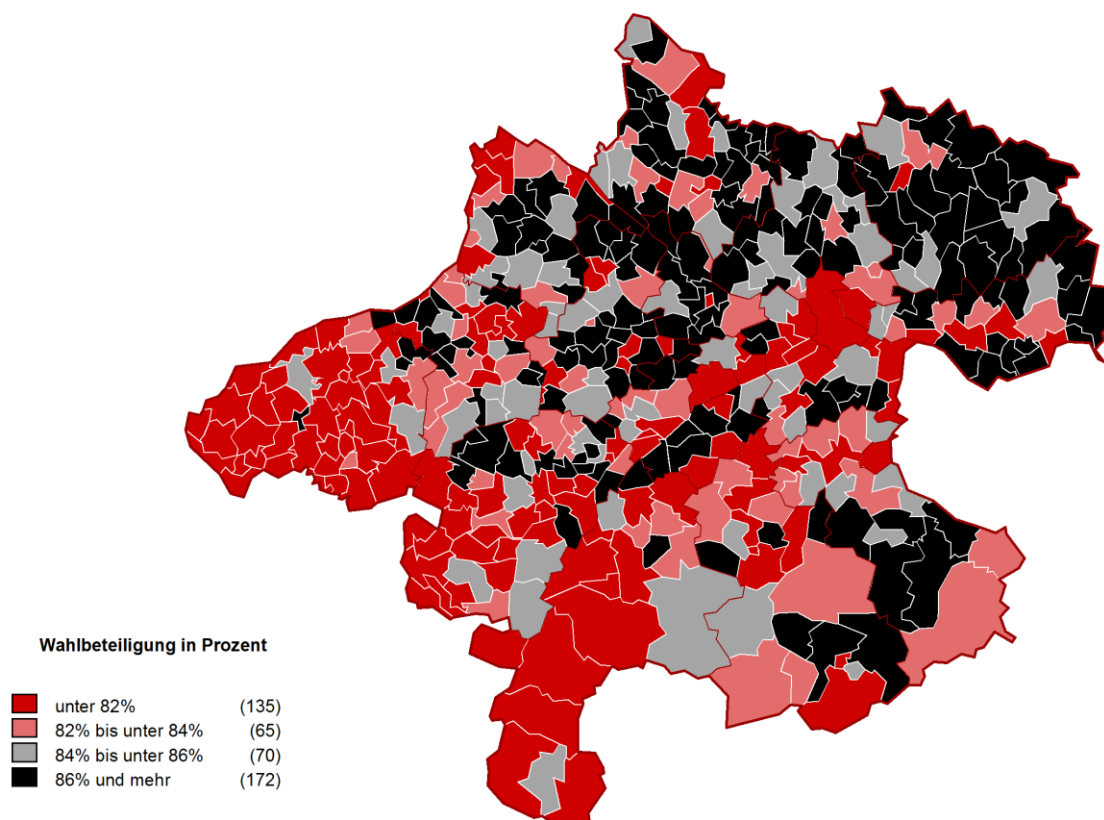 Wahlbeteiligung in Prozent
unter 82% (135)
82% bis unter 84% (65)
84% bis unter 86% (70)
86% und mehr (172)